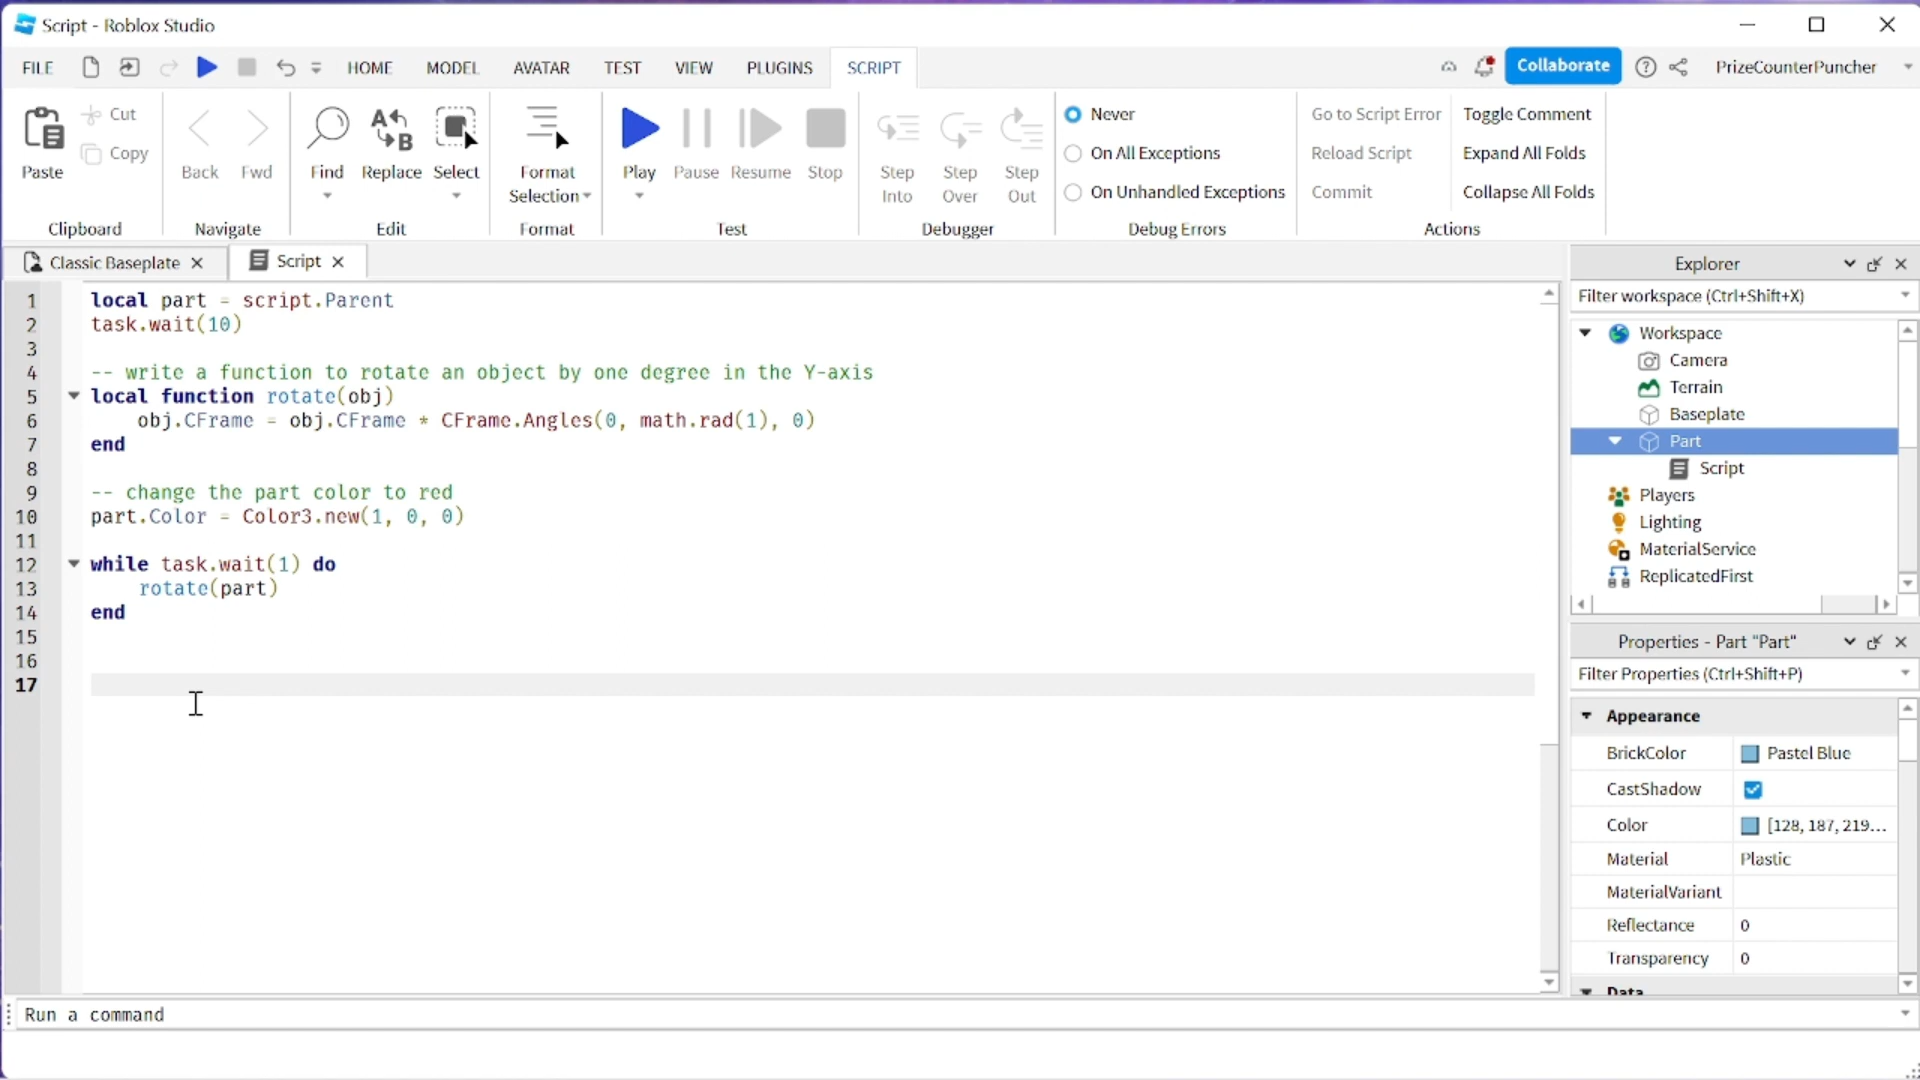 Script - Roblox Studio
FILE HOME MODEL AVATAR TEST VIEW PLUGINS SCRIPT Collaborate PrizeCounterPuncher
Paste Cut Copy
Clipboard
Back Fwd
Navigate
Find Replace Select
Edit
Format Selection
Format
Play Pause Resume Stop
Test
Step Into Step Over Step Out
Debugger
Never
On All Exceptions
On Unhandled Exceptions
Debug Errors
Go to Script Error Toggle Comment
Reload Script Expand All Folds
Commit Collapse All Folds
Actions
Classic Baseplate Script
1 local part = script.Parent
2 task.wait(10)
3
4 -- write a function to rotate an object by one degree in the Y-axis
5 local function rotate(obj)
6 obj.CFrame = obj.CFrame * CFrame.Angles(0, math.rad(1), 0)
7 end
8
9 -- change the part color to red
10 part.Color = Color3.new(1, 0, 0)
11
12 while task.wait(1) do
13 rotate(part)
14 end
15
16
17
Explorer
Filter workspace (Ctrl+Shift+X)
Workspace
Camera
Terrain
Baseplate
Part
Script
Players
Lighting
MaterialService
ReplicatedFirst
Properties - Part "Part"
Filter Properties (Ctrl+Shift+P)
Appearance
BrickColor Pastel Blue
CastShadow
Color [128, 187, 219...
Material Plastic
MaterialVariant
Reflectance 0
Transparency 0
Data
Run a command